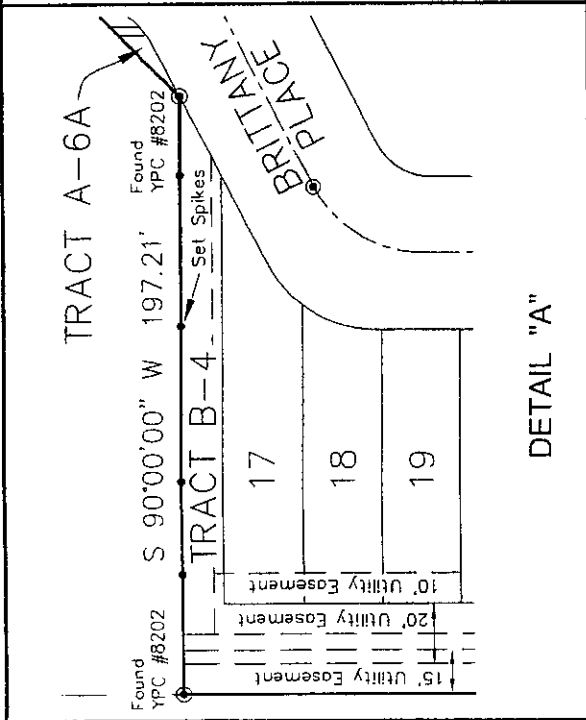 TRACT A-6A
Found
YPC #8202
S 90°00'00" W 197.21'
Found
YPC #8202
Set Spikes
TRACT B-4
BRITTANY
PLACE
17
18
19
10' Utility Easement
20' Utility Easement
15' Utility Easement
DETAIL "A"